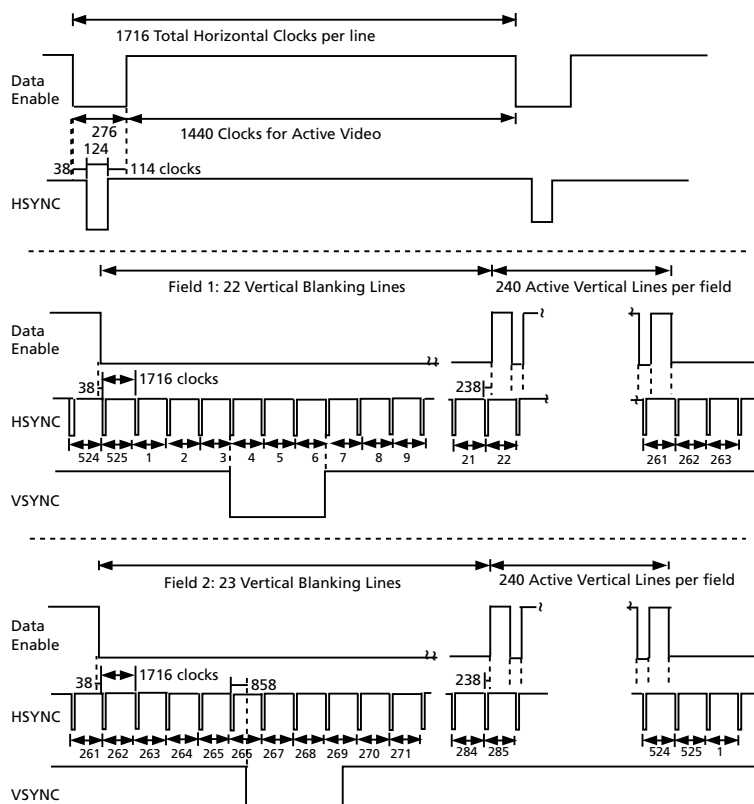 1716 Total Horizontal Clocks per line
Data
Enable
276
1440 Clocks for Active Video
124
38
114 clocks
HSYNC
Field 1: 22 Vertical Blanking Lines
240 Active Vertical Lines per field
Data
Enable
38
1716 clocks
238
HSYNC
524 525 1 2 3 4 5 6 7 8 9 21 22 261 262 263
VSYNC
Field 2: 23 Vertical Blanking Lines
240 Active Vertical Lines per field
Data
Enable
38
1716 clocks
858
238
HSYNC
261 262 263 264 265 266 267 268 269 270 271 284 285 524 525 1
VSYNC